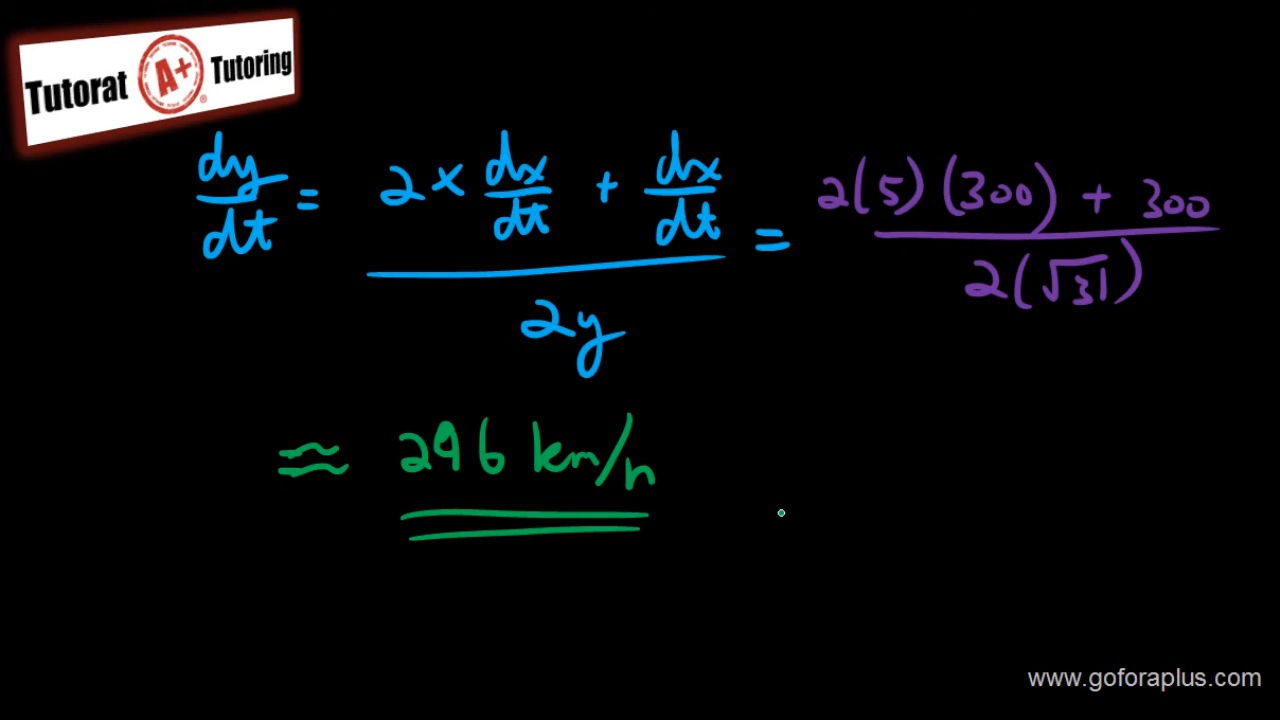 Tutorat A+ Tutoring
dy/dt = (2x dx/dt + dx/dt) / 2y = (2(5)(300) + 300) / 2(√31)
≈ 296 km/h
www.goforaplus.com